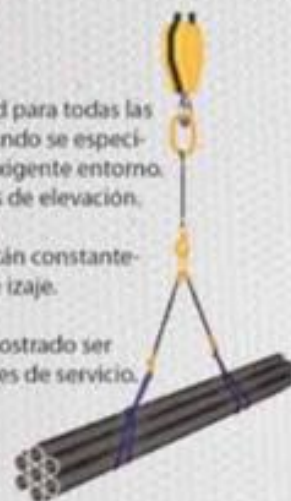 d para todas las
ndo se especi-
xigente entorno.
s de elevación.
án constante-
e izaje.
ostrado ser
es de servicio.